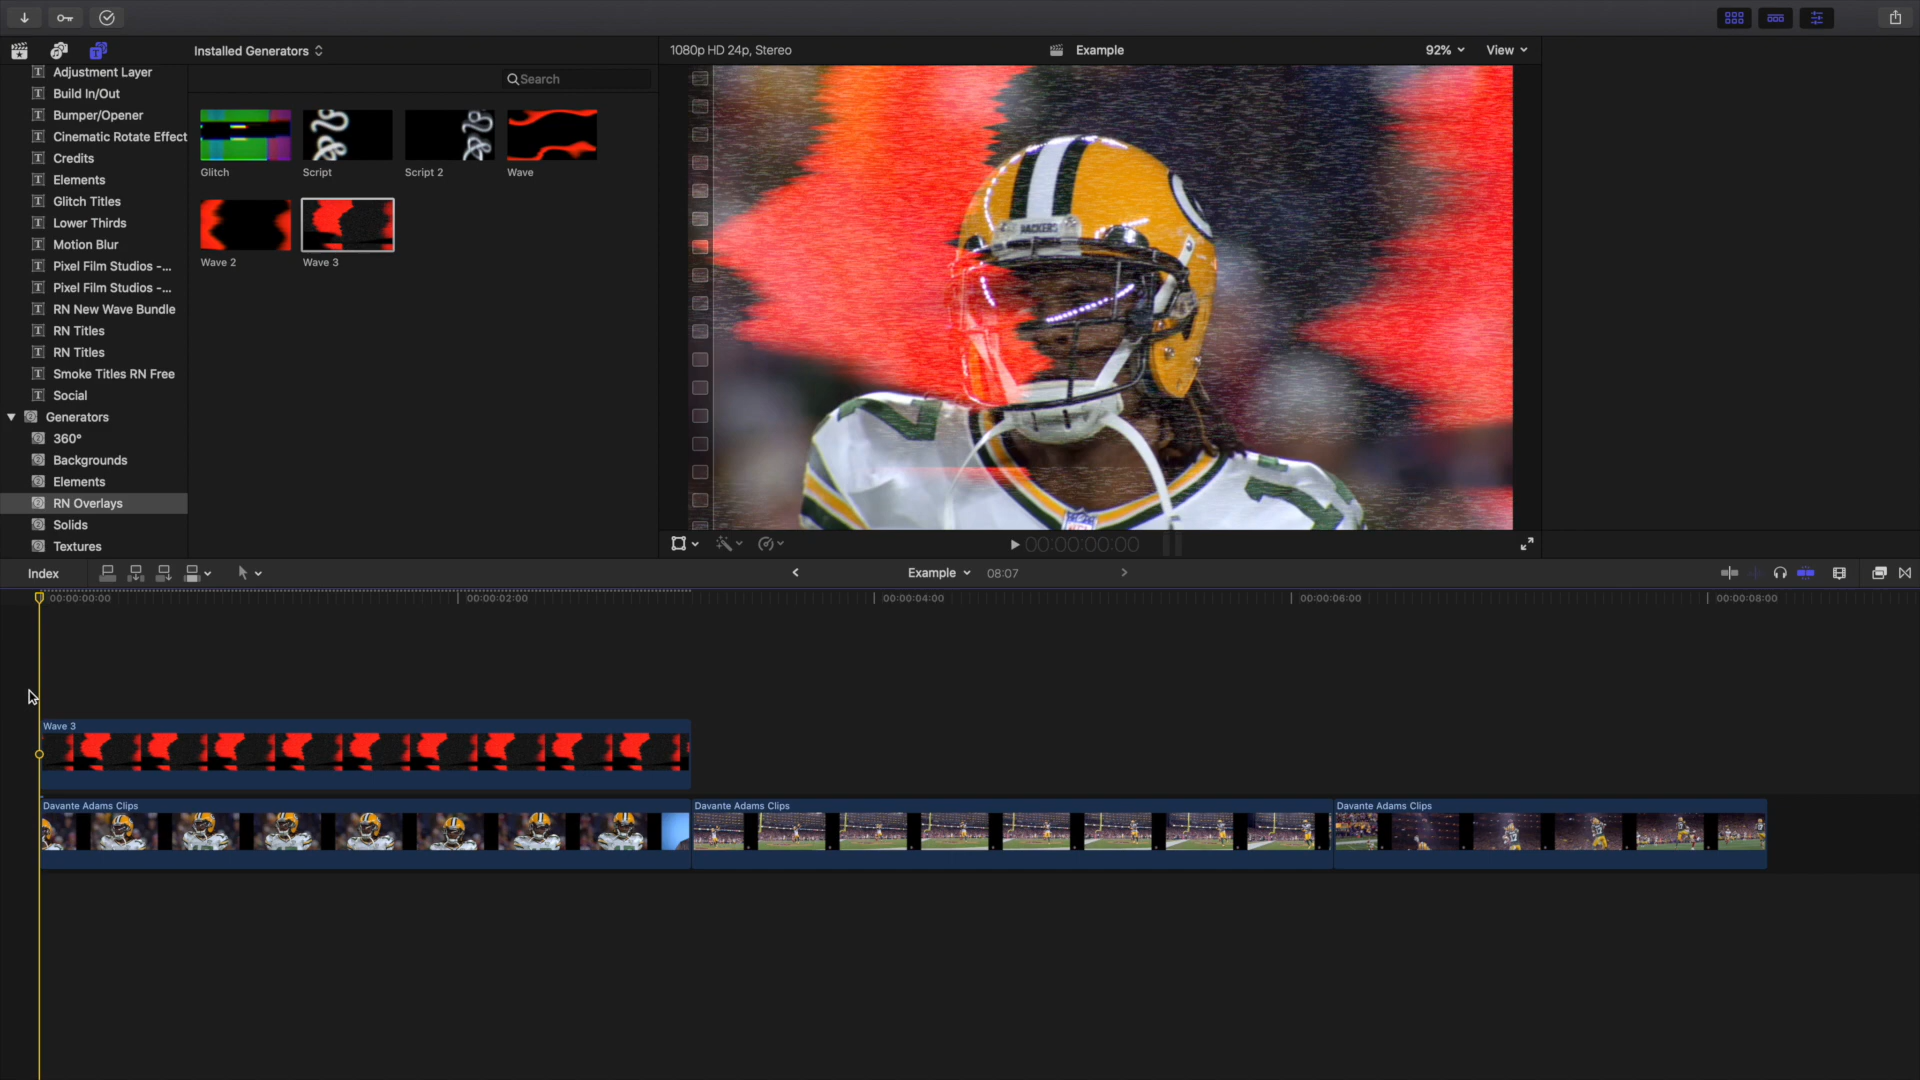 Installed Generators
1080p HD 24p, Stereo
Example
92%
View
Search
Adjustment Layer
Build In/Out
Bumper/Opener
Cinematic Rotate Effect
Credits
Elements
Glitch Titles
Lower Thirds
Motion Blur
Pixel Film Studios -...
Pixel Film Studios -...
RN New Wave Bundle
RN Titles
RN Titles
Smoke Titles RN Free
Social
Generators
360°
Backgrounds
Elements
RN Overlays
Solids
Textures
Glitch
Script
Script 2
Wave
Wave 2
Wave 3
PACKERS
00:00:00:00
Index
Example
08:07
00:00:00:00
00:00:02:00
00:00:04:00
00:00:06:00
00:00:08:00
Wave 3
Davante Adams Clips
Davante Adams Clips
Davante Adams Clips